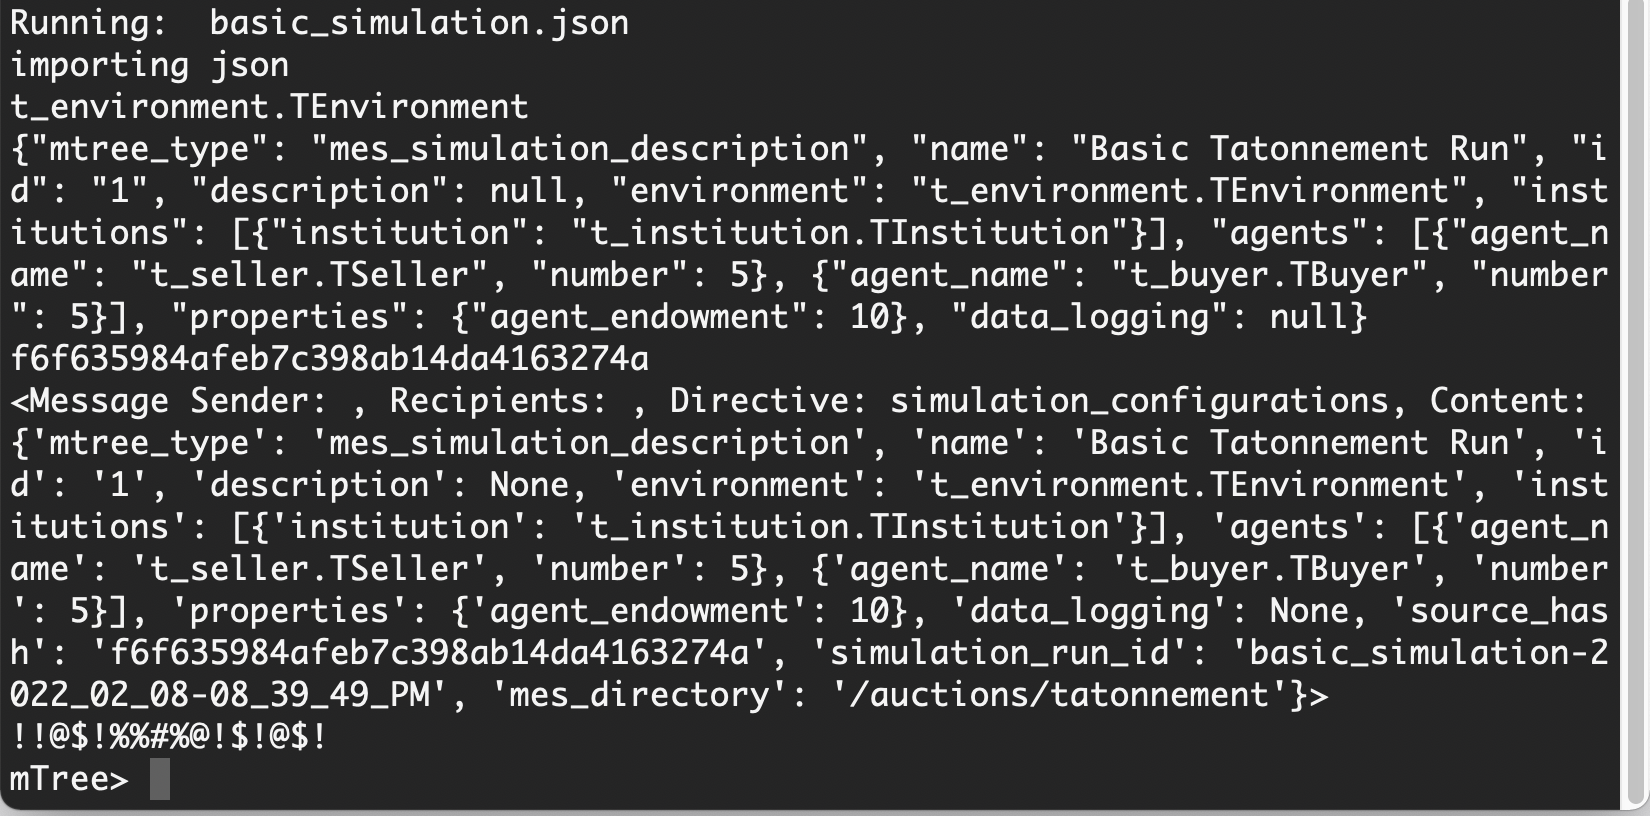 Running:  basic_simulation.json
importing json
t_environment.TEnvironment
{"mtree_type": "mes_simulation_description", "name": "Basic Tatonnement Run", "i
d": "1", "description": null, "environment": "t_environment.TEnvironment", "inst
itutions": [{"institution": "t_institution.TInstitution"}], "agents": [{"agent_n
ame": "t_seller.TSeller", "number": 5}, {"agent_name": "t_buyer.TBuyer", "number
": 5}], "properties": {"agent_endowment": 10}, "data_logging": null}
f6f635984afeb7c398ab14da4163274a
<Message Sender: , Recipients: , Directive: simulation_configurations, Content:
{'mtree_type': 'mes_simulation_description', 'name': 'Basic Tatonnement Run', 'i
d': '1', 'description': None, 'environment': 't_environment.TEnvironment', 'inst
itutions': [{'institution': 't_institution.TInstitution'}], 'agents': [{'agent_n
ame': 't_seller.TSeller', 'number': 5}, {'agent_name': 't_buyer.TBuyer', 'number
': 5}], 'properties': {'agent_endowment': 10}, 'data_logging': None, 'source_has
h': 'f6f635984afeb7c398ab14da4163274a', 'simulation_run_id': 'basic_simulation-2
022_02_08-08_39_49_PM', 'mes_directory': '/auctions/tatonnement'}>
!!@$!%%#%@!$!@$!
mTree>